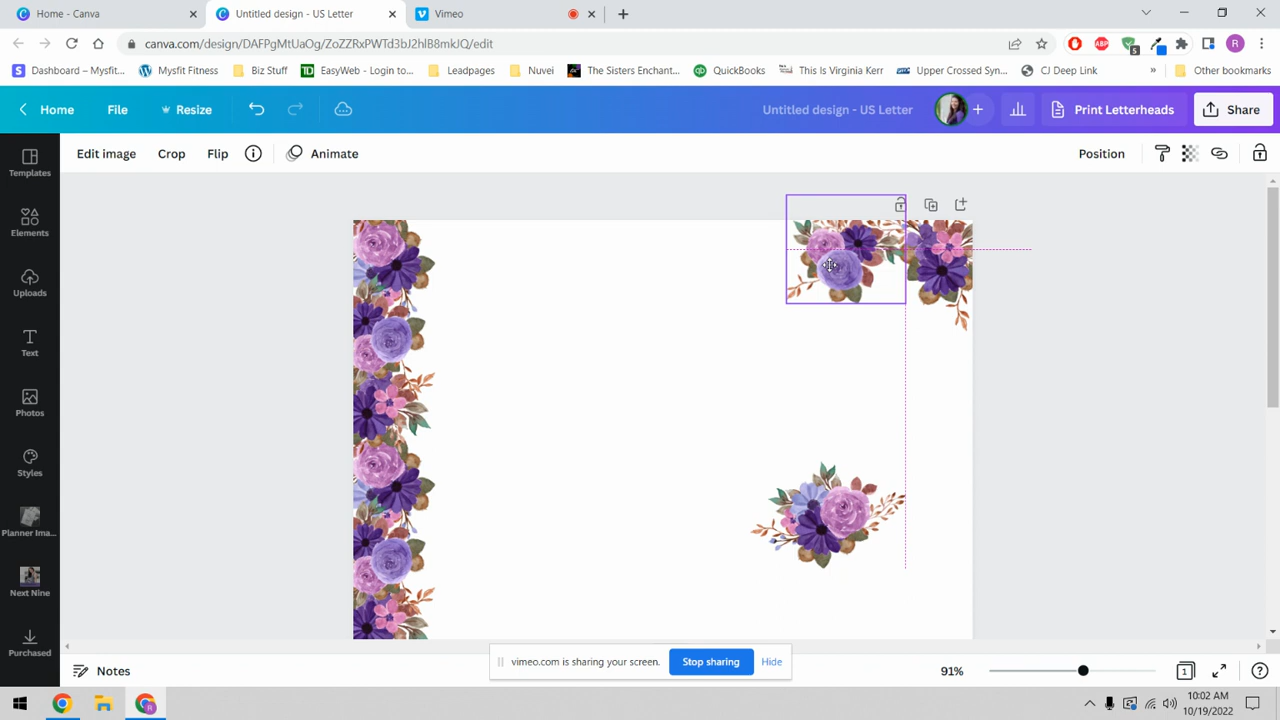 Home - Canva
Untitled design - US Letter
Vimeo
canva.com/design/DAFPgMtUaOg/ZoZZRxPWTd3bJ2hlB8mkJQ/edit
5
R
Dashboard – Mysfit...
Mysfit Fitness
Biz Stuff
EasyWeb - Login to...
Leadpages
Nuvei
The Sisters Enchant...
QuickBooks
This Is Virginia Kerr
Upper Crossed Syn...
CJ Deep Link
»
Other bookmarks
Home
File
Resize
Untitled design - US Letter
Print Letterheads
Share
Edit image
Crop
Flip
Animate
Position
Templates
Elements
Uploads
Text
Photos
Styles
Planner Ima...
Next Nine
Purchased
vimeo.com is sharing your screen.
Stop sharing
Hide
Notes
91%
1
10:02 AM
10/19/2022